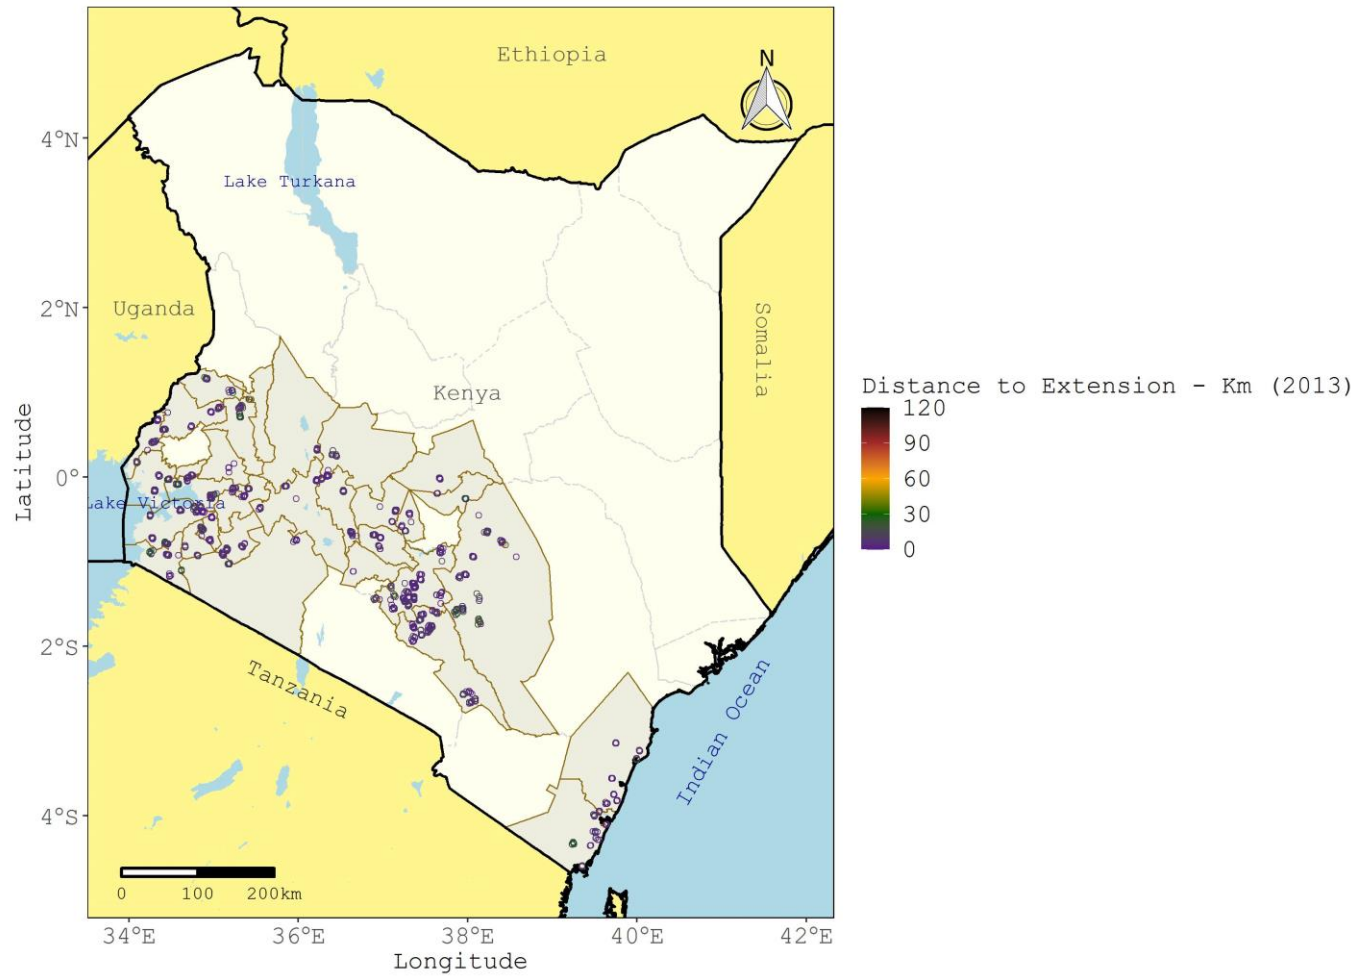 Ethiopia
N
4°N
Lake Turkana
2°N
Uganda
Somalia
Kenya
Distance to Extension - Km (2013)
120
90
60
30
0
0°
Lake Victoria
Latitude
2°S
Tanzania
Indian Ocean
4°S
0 100 200km
34°E 36°E 38°E 40°E 42°E
Longitude